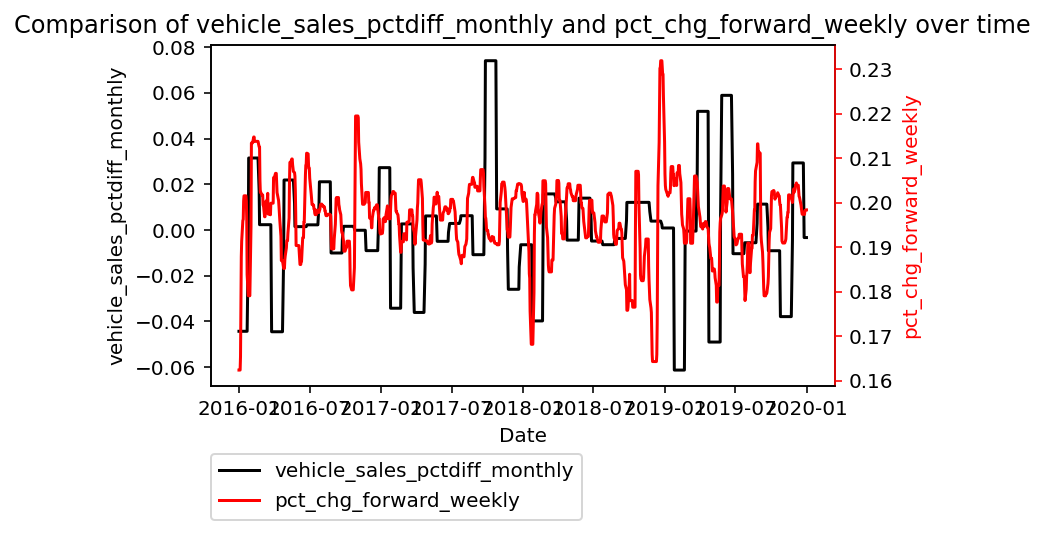 Comparison of vehicle_sales_pctdiff_monthly and pct_chg_forward_weekly over time
vehicle_sales_pctdiff_monthly
0.08
0.06
0.04
0.02
0.00
−0.02
−0.04
−0.06
0.23
0.22
0.21
0.20
0.19
0.18
0.17
0.16
pct_chg_forward_weekly
2016-01 2016-07 2017-01 2017-07 2018-01 2018-07 2019-01 2019-07 2020-01
Date
vehicle_sales_pctdiff_monthly
pct_chg_forward_weekly